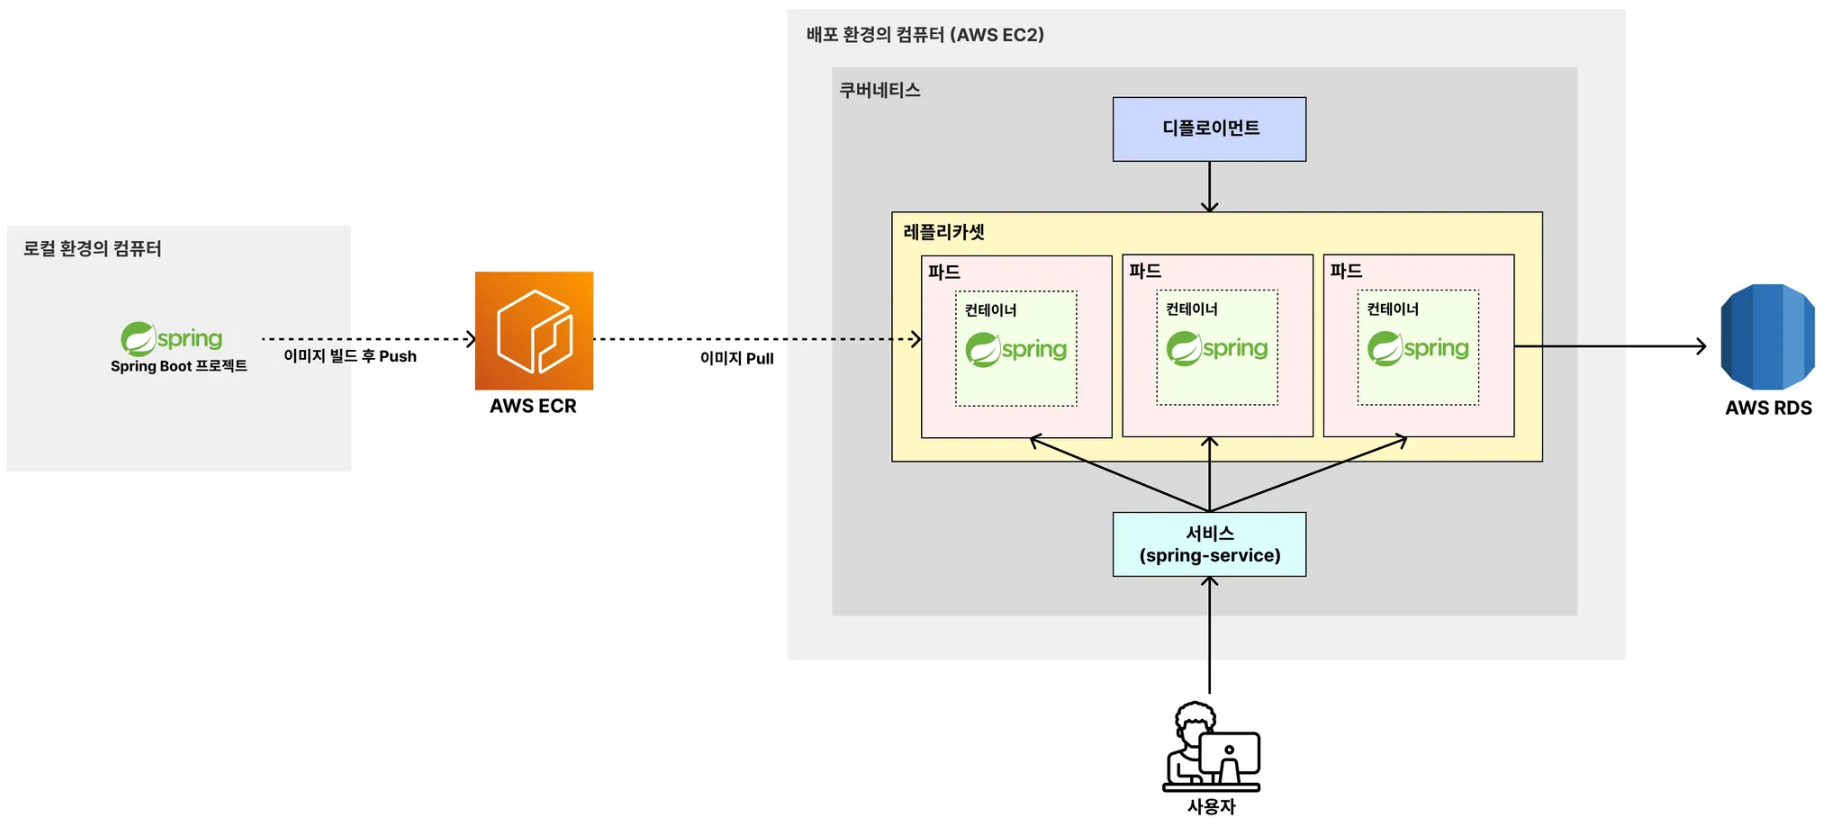 배포 환경의 컴퓨터 (AWS EC2)
쿠버네티스
디플로이먼트
로컬 환경의 컴퓨터
spring
Spring Boot 프로젝트
이미지 빌드 후 Push
AWS ECR
이미지 Pull
레플리카셋
파드
컨테이너
spring
파드
컨테이너
spring
파드
컨테이너
spring
AWS RDS
서비스
(spring-service)
사용자